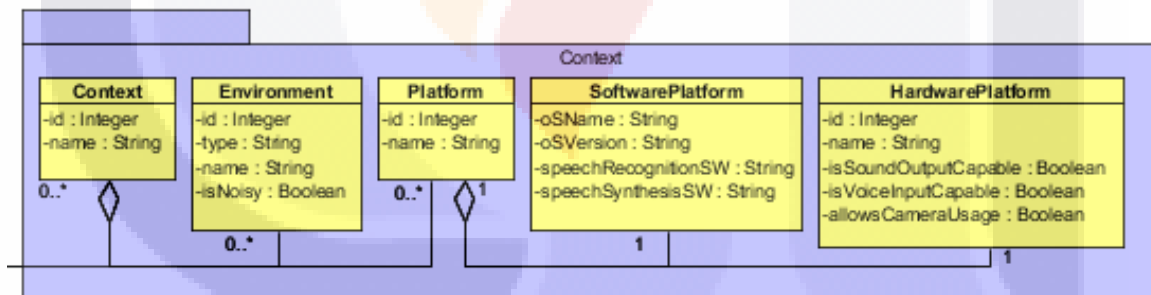 Context
Context
-id : Integer
-name : String
0..*
Environment
-id : Integer
-type : String
-name : String
-isNoisy : Boolean
0..*
Platform
-id : Integer
-name : String
0..*
1
SoftwarePlatform
-oSName : String
-oSVersion : String
-speechRecognitionSW : String
-speechSynthesisSW : String
1
HardwarePlatform
-id : Integer
-name : String
-isSoundOutputCapable : Boolean
-isVoiceInputCapable : Boolean
-allowsCameraUsage : Boolean
1